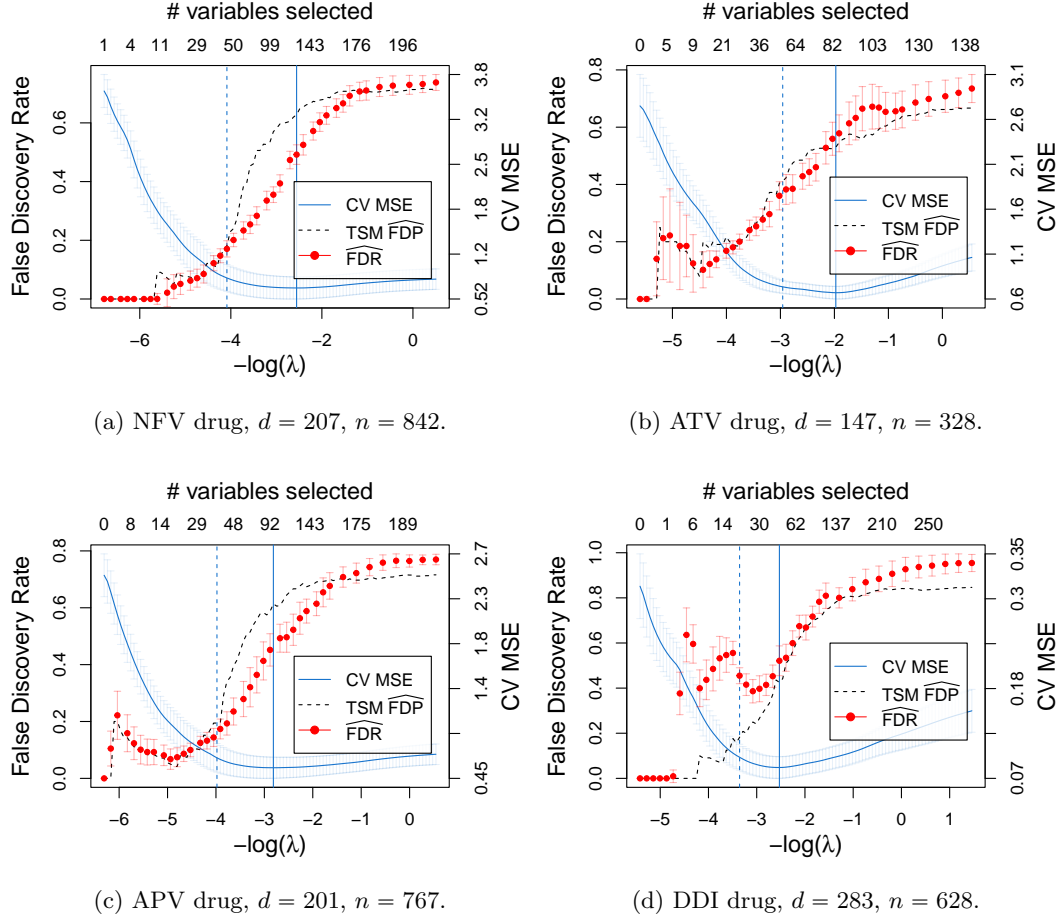 # variables selected
1 4 11 29 50 99 143 176 196
False Discovery Rate
0.0 0.2 0.4 0.6
CV MSE
0.52 1.2 1.8 2.5 3.2 3.8
CV MSE
TSM FDP
FDR
−6 −4 −2 0
−log(λ)
(a) NFV drug, d = 207, n = 842.
# variables selected
0 5 9 21 36 64 82 103 130 138
False Discovery Rate
0.0 0.2 0.4 0.6 0.8
CV MSE
0.6 1.1 1.6 2.1 2.6 3.1
CV MSE
TSM FDP
FDR
−5 −4 −3 −2 −1 0
−log(λ)
(b) ATV drug, d = 147, n = 328.
# variables selected
0 8 14 29 48 92 143 175 189
False Discovery Rate
0.0 0.2 0.4 0.6 0.8
CV MSE
0.45 0.9 1.4 1.8 2.3 2.7
CV MSE
TSM FDP
FDR
−6 −5 −4 −3 −2 −1 0
−log(λ)
(c) APV drug, d = 201, n = 767.
# variables selected
0 1 6 14 30 62 137 210 250
False Discovery Rate
0.0 0.2 0.4 0.6 0.8 1.0
CV MSE
0.07 0.18 0.3 0.35
CV MSE
TSM FDP
FDR
−5 −4 −3 −2 −1 0 1
−log(λ)
(d) DDI drug, d = 283, n = 628.